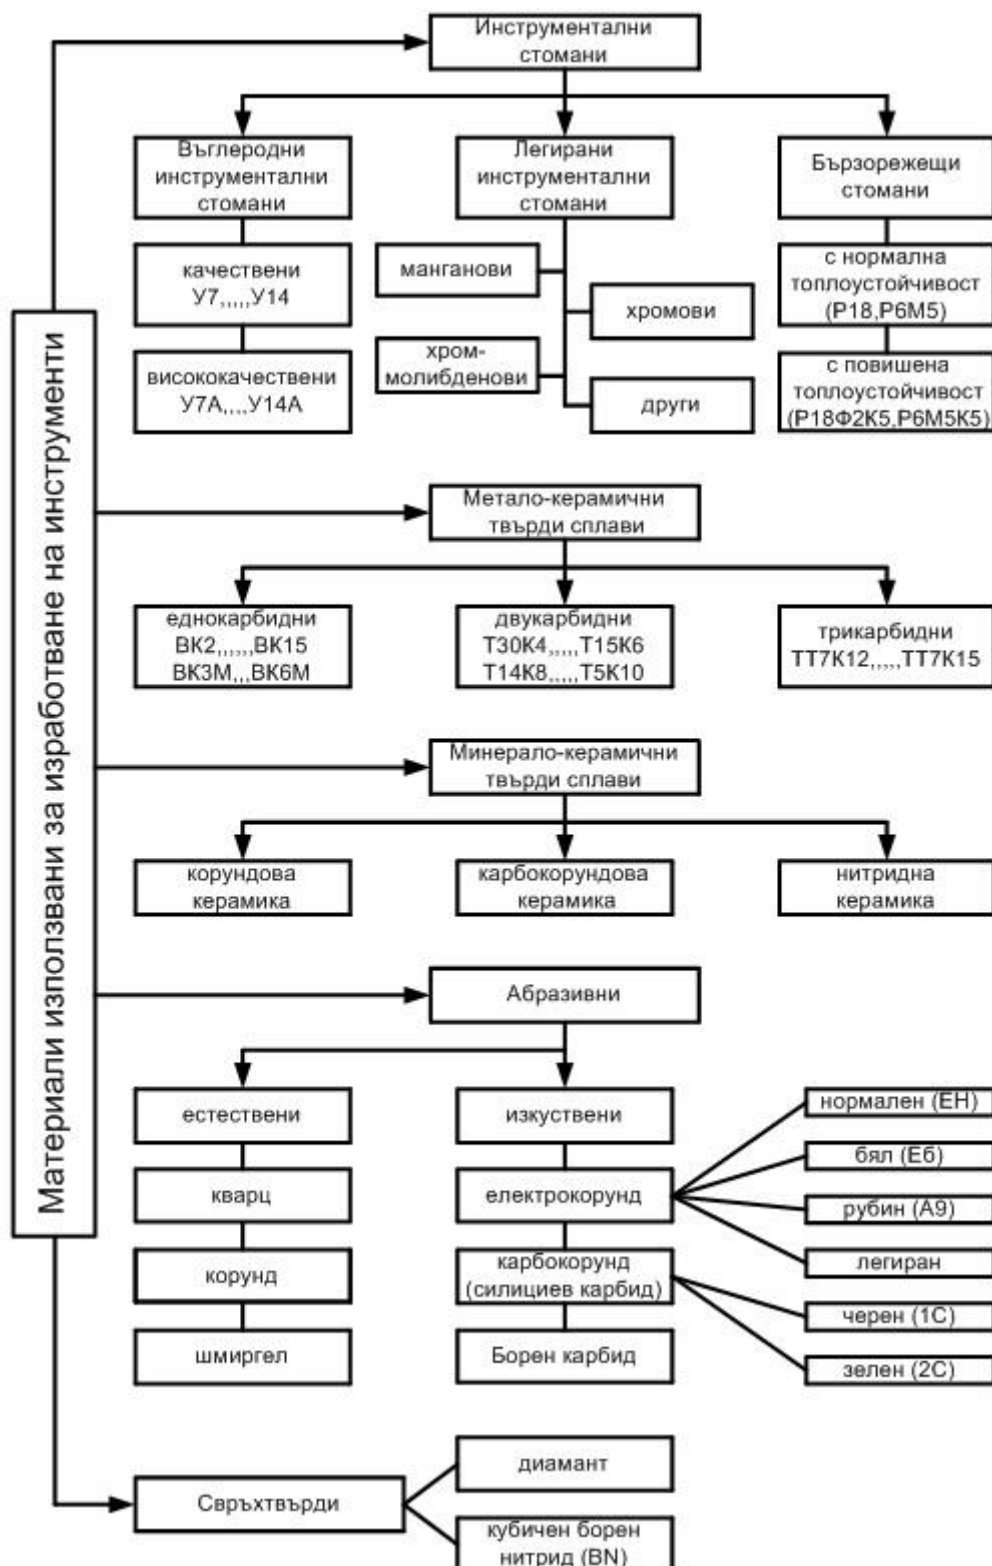 Материали използвани за изработване на инструменти
Инструментални
стомани
Въглеродни
инструментални
стомани
Легирани
инструментални
стомани
Бързорежещи
стомани
качествени
У7,,,,,У14
висококачествени
У7А,,,,У14А
манганови
хромови
хром-
молибденови
други
с нормална
топлоустойчивост
(Р18,Р6М5)
с повишена
топлоустойчивост
(Р18Ф2К5,Р6М5К5)
Метало-керамични
твърди сплави
еднокарбидни
ВК2,,,,,,ВК15
ВК3М,,,ВК6М
двукарбидни
Т30К4,,,,,Т15К6
Т14К8,,,,,Т5К10
трикарбидни
ТТ7К12,,,,,ТТ7К15
Минерало-керамични
твърди сплави
корундова
керамика
карбокорундова
керамика
нитридна
керамика
Абразивни
естествени
изкуствени
кварц
електрокорунд
корунд
карбокорунд
(силициев карбид)
шмиргел
Борен карбид
нормален (ЕН)
бял (Еб)
рубин (А9)
легиран
черен (1С)
зелен (2С)
Свръхтвърди
диамант
кубичен борен
нитрид (BN)